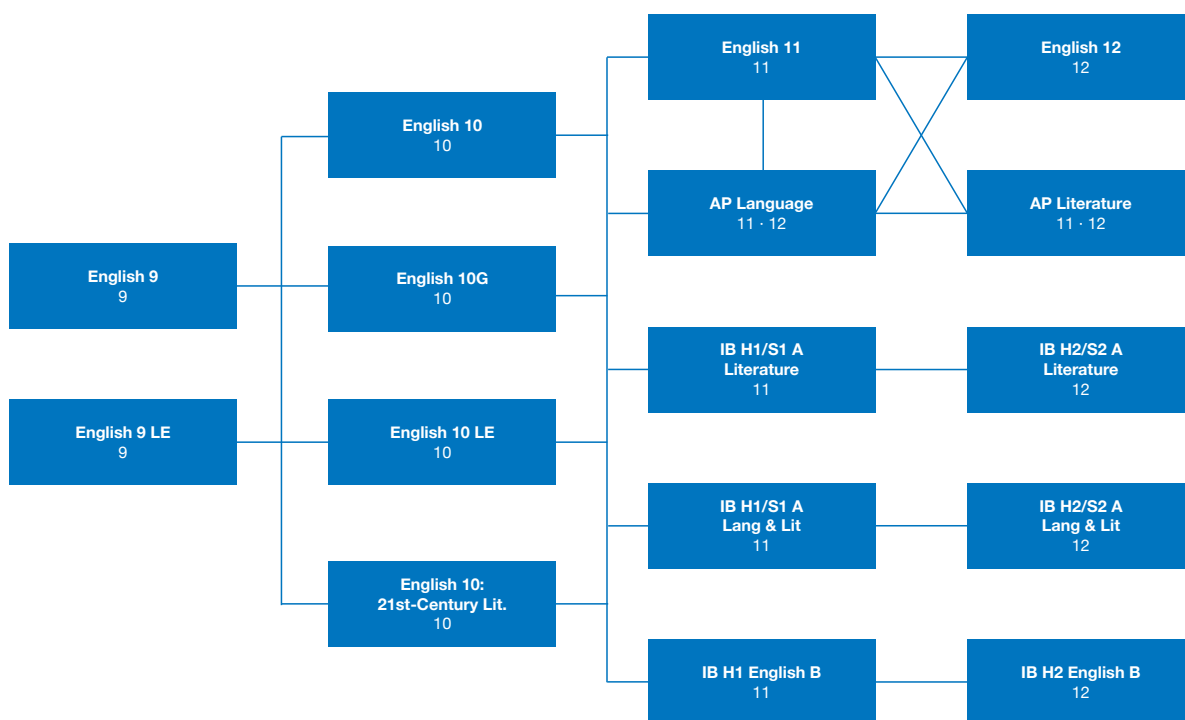 English 9
9
English 9 LE
9
English 10
10
English 10G
10
English 10 LE
10
English 10:
21st-Century Lit.
10
English 11
11
AP Language
11 · 12
IB H1/S1 A
Literature
11
IB H1/S1 A
Lang & Lit
11
IB H1 English B
11
English 12
12
AP Literature
11 · 12
IB H2/S2 A
Literature
12
IB H2/S2 A
Lang & Lit
12
IB H2 English B
12